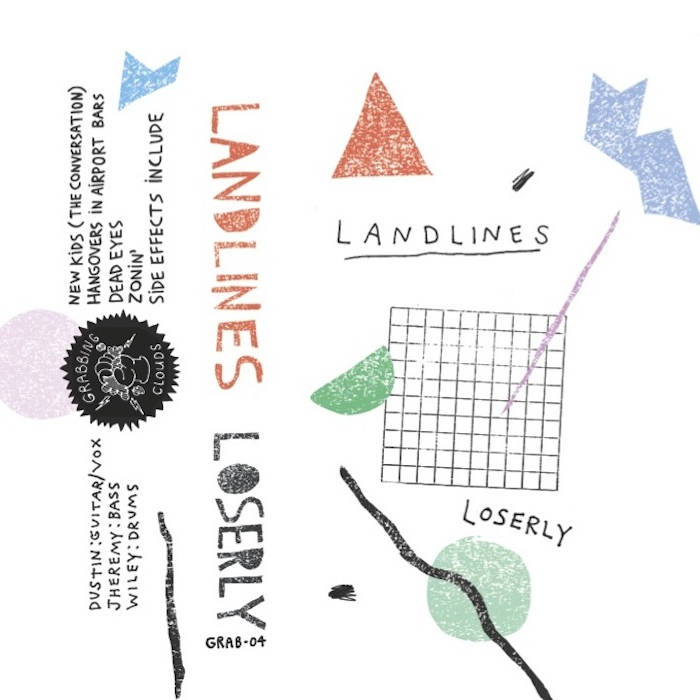 NEW KIDS (THE CONVERSATION)
HANGOVERS IN AIRPORT BARS
DEAD EYES
ZONIN'
SIDE EFFECTS INCLUDE
GRABBING
CLOUDS
DUSTIN:GUITAR/VOX
JHEREMY:BASS
WILEY:DRUMS
LANDLINES LOSERLY
GRAB-04
LANDLINES
LOSERLY